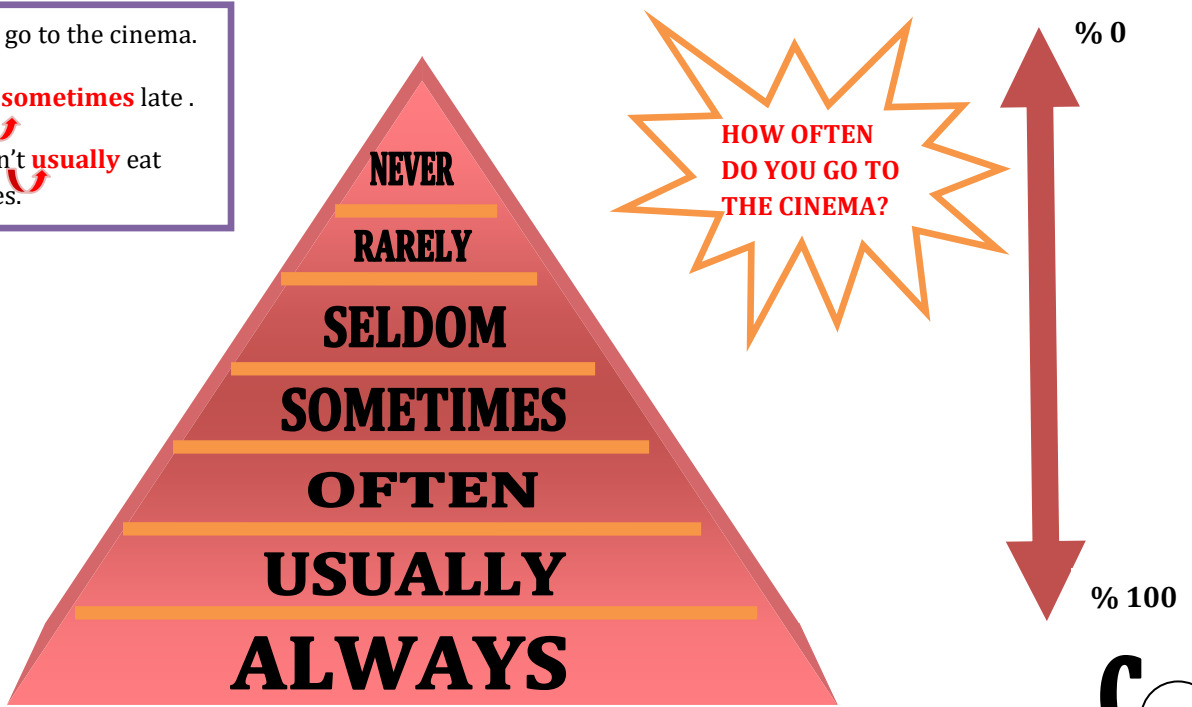 go to the cinema.
sometimes late .
n't usually eat
es.
NEVER
RARELY
SELDOM
SOMETIMES
OFTEN
USUALLY
ALWAYS
HOW OFTEN
DO YOU GO TO
THE CINEMA?
% 0
% 100